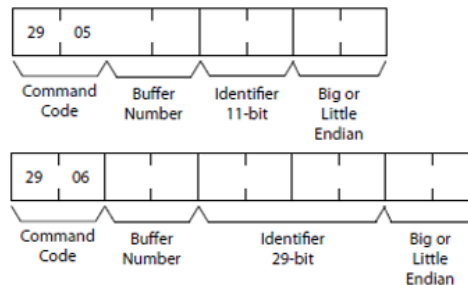 29 05
Command Buffer Identifier Big or
Code Number 11-bit Little
Endian
29 06
Command Buffer Identifier Big or
Code Number 29-bit Little
Endian